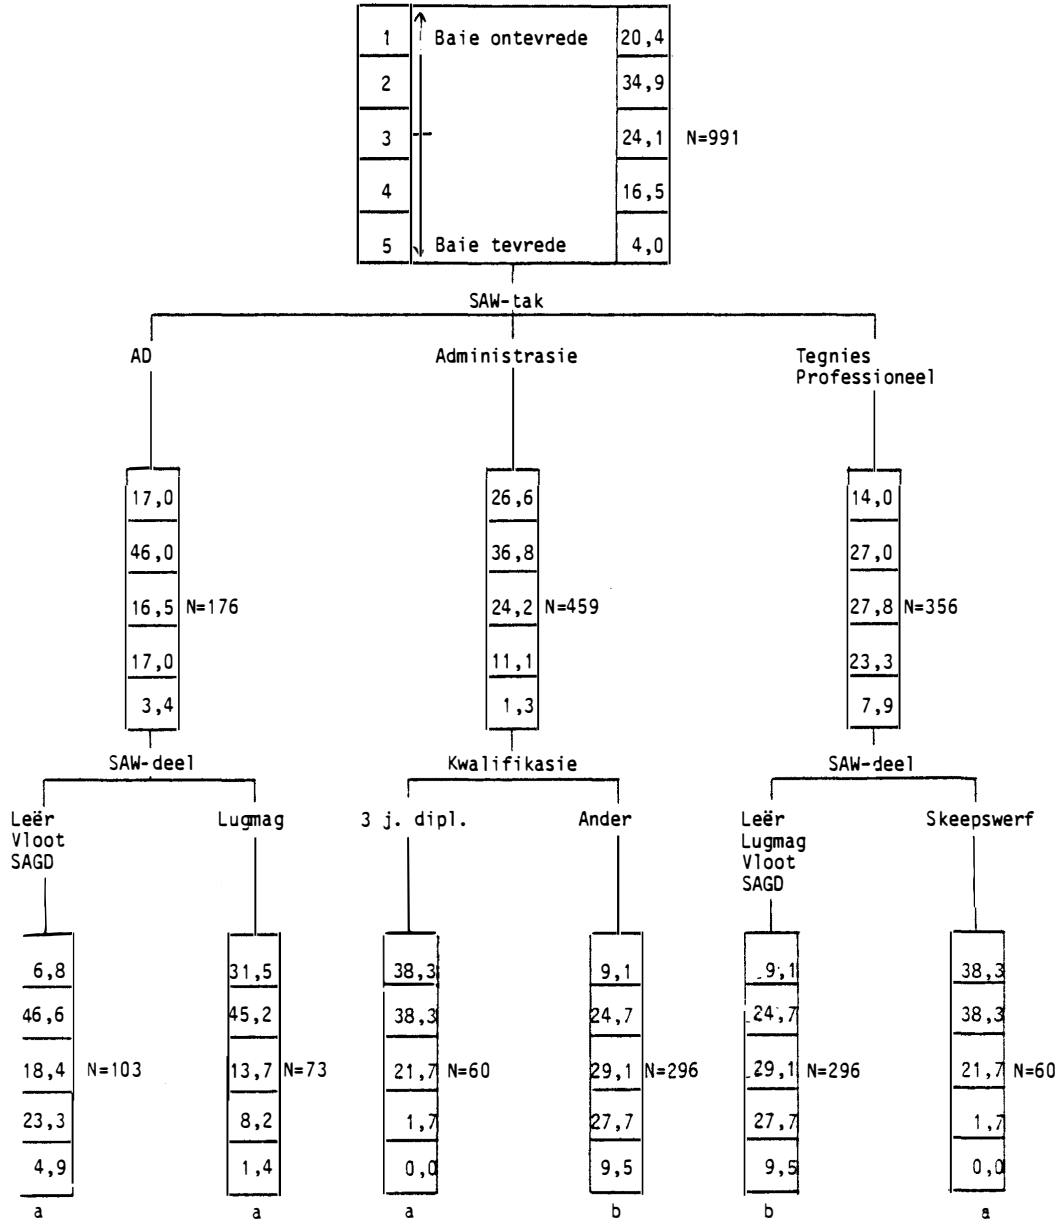 1 Baie ontevrede 20,4
2 34,9
3 24,1 N=991
4 16,5
5 Baie tevrede 4,0
SAW-tak
AD Administrasie Tegnies
Professioneel
17,0 26,6 14,0
46,0 36,8 27,0
16,5 N=176 24,2 N=459 27,8 N=356
17,0 11,1 23,3
3,4 1,3 7,9
SAW-deel Kwalifikasie SAW-deel
Leër Lugmag 3 j. dipl. Ander Leër Skeepswerf
Vloot Lugmag
SAGD Vloot
SAGD
6,8 31,5 38,3 9,1 9,1 38,3
46,6 45,2 38,3 24,7 24,7 38,3
18,4 N=103 13,7 N=73 21,7 N=60 29,1 N=296 29,1 N=296 21,7 N=60
23,3 8,2 1,7 27,7 27,7 1,7
4,9 1,4 0,0 9,5 9,5 0,0
a a a b b a